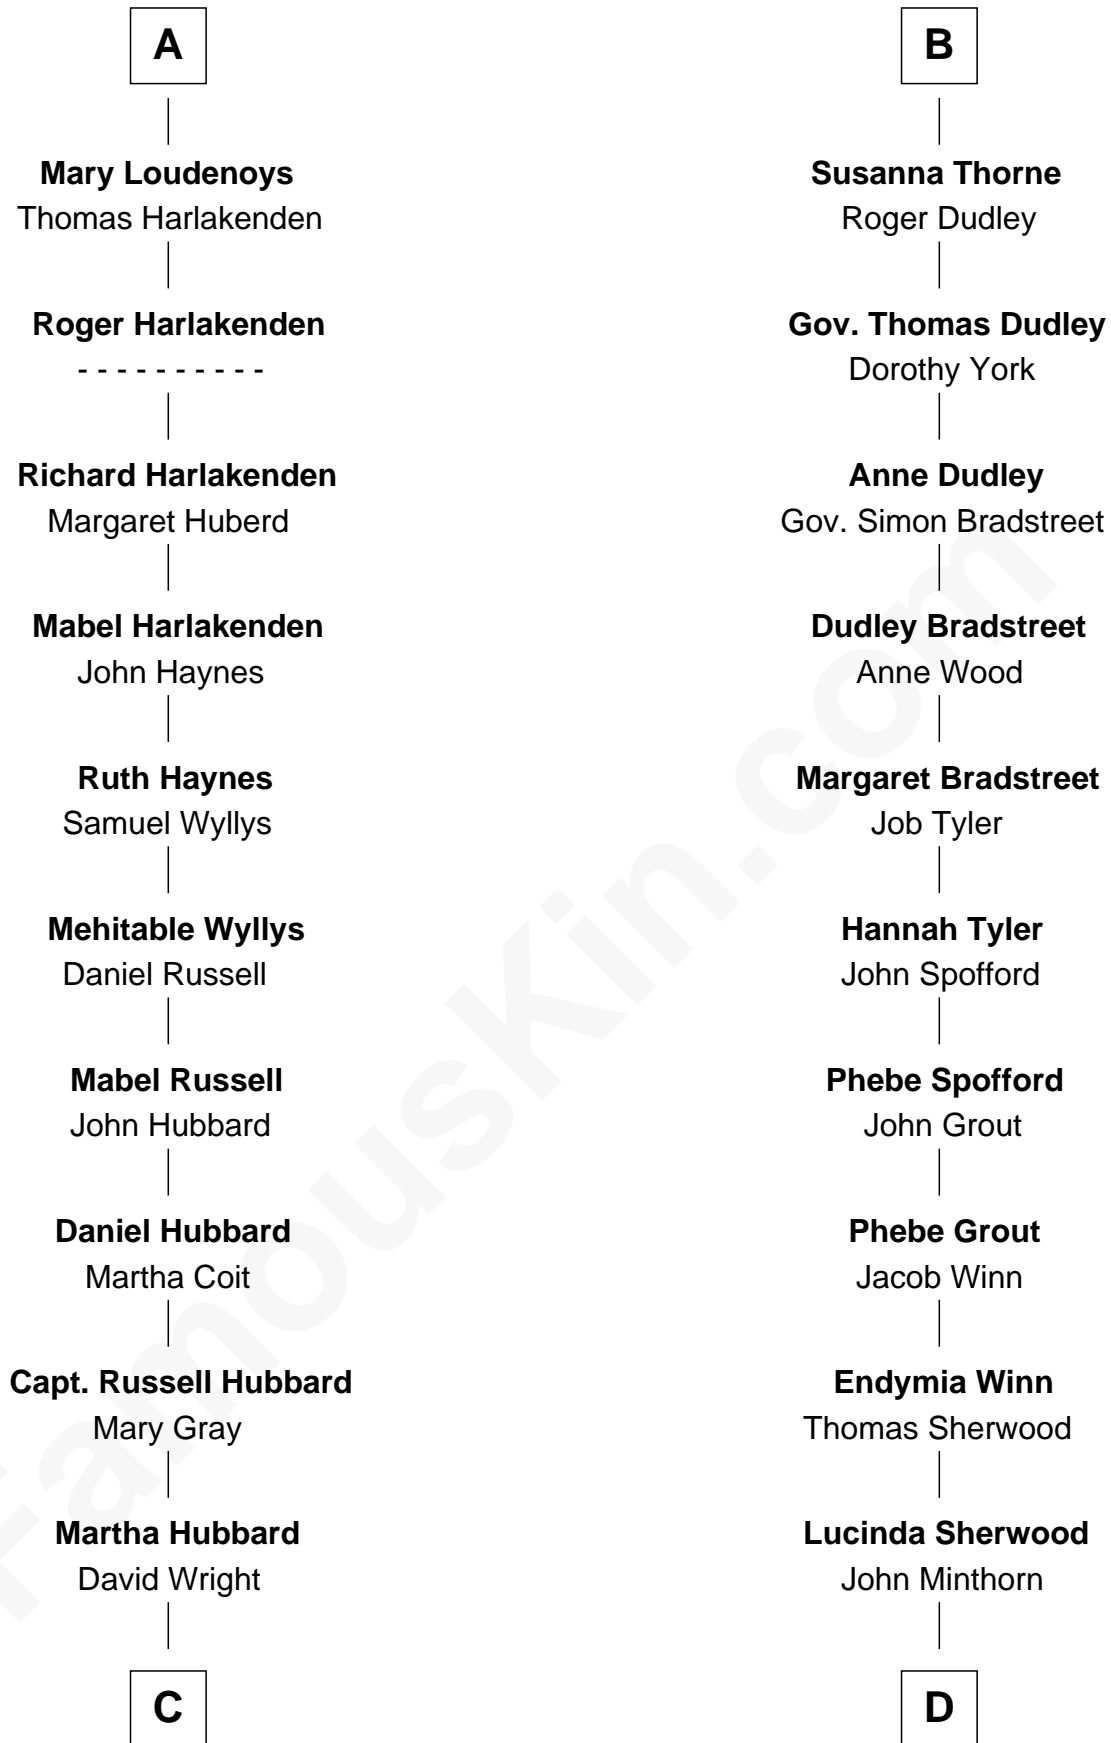 A
Mary Loudenoys
Thomas Harlakenden
Roger Harlakenden
- - - - - - - - - -
Richard Harlakenden
Margaret Huberd
Mabel Harlakenden
John Haynes
Ruth Haynes
Samuel Wyllys
Mehitable Wyllys
Daniel Russell
Mabel Russell
John Hubbard
Daniel Hubbard
Martha Coit
Capt. Russell Hubbard
Mary Gray
Martha Hubbard
David Wright
C
B
Susanna Thorne
Roger Dudley
Gov. Thomas Dudley
Dorothy York
Anne Dudley
Gov. Simon Bradstreet
Dudley Bradstreet
Anne Wood
Margaret Bradstreet
Job Tyler
Hannah Tyler
John Spofford
Phebe Spofford
John Grout
Phebe Grout
Jacob Winn
Endymia Winn
Thomas Sherwood
Lucinda Sherwood
John Minthorn
D
FamousKin.com